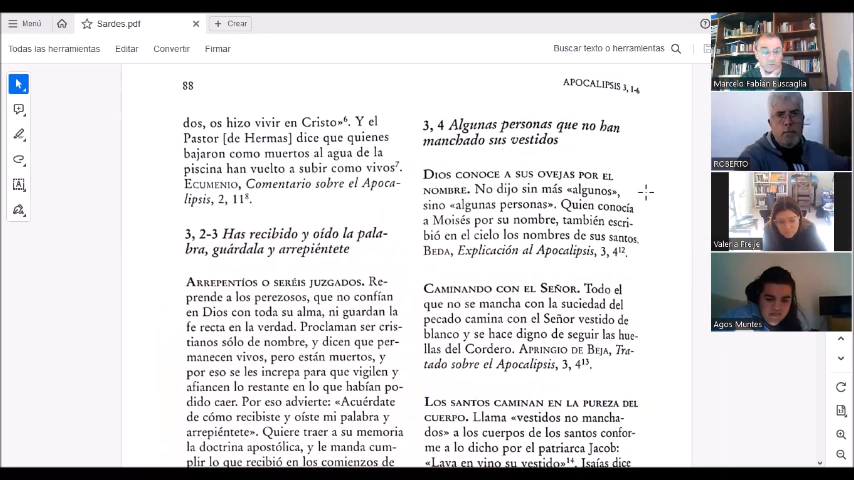 Menú
Sardes.pdf
Crear
Todas las herramientas
Editar
Convertir
Firmar
Buscar texto o herramientas
88
APOCALIPSIS 3, 1-6
dos, os hizo vivir en Cristo»⁶. Y el
Pastor [de Hermas] dice que quienes
bajaron como muertos al agua de la
piscina han vuelto a subir como vivos⁷.
ECUMENIO, Comentario sobre el Apoca-
lipsis, 2, 11⁸.
3, 2-3 Has recibido y oído la pala-
bra, guárdala y arrepiéntete
ARREPENTÍOS O SERÉIS JUZGADOS. Re-
prende a los perezosos, que no confían
en Dios con toda su alma, ni guardan la
fe recta en la verdad. Proclaman ser cris-
tianos sólo de nombre, y dicen que per-
manecen vivos, pero están muertos, y
por eso se les increpa para que vigilen y
afiancen lo restante en lo que habían po-
dido caer. Por eso advierte: «Acuérdate
de cómo recibiste y oíste mi palabra y
arrepiéntete». Quiere traer a su memoria
la doctrina apostólica, y le manda cum-
plir lo que recibió en los comienzos de
3, 4 Algunas personas que no han
manchado sus vestidos
DIOS CONOCE A SUS OVEJAS POR EL
NOMBRE. No dijo sin más «algunos»,
sino «algunas personas». Quien conocía
a Moisés por su nombre, también escri-
bió en el cielo los nombres de sus santos.
BEDA, Explicación al Apocalipsis, 3, 4¹².
CAMINANDO CON EL SEÑOR. Todo el
que no se mancha con la suciedad del
pecado camina con el Señor vestido de
blanco y se hace digno de seguir las hue-
llas del Cordero. APRINGIO DE BEJA, Tra-
tado sobre el Apocalipsis, 3, 4¹³.
LOS SANTOS CAMINAN EN LA PUREZA DEL
CUERPO. Llama «vestidos no mancha-
dos» a los cuerpos de los santos confor-
me a lo dicho por el patriarca Jacob:
«Lava en vino su vestido»¹⁴. Isaías dice
Marcelo Fabián Buscaglia
ROBERTO
Valeria Freije
Agos Muntes